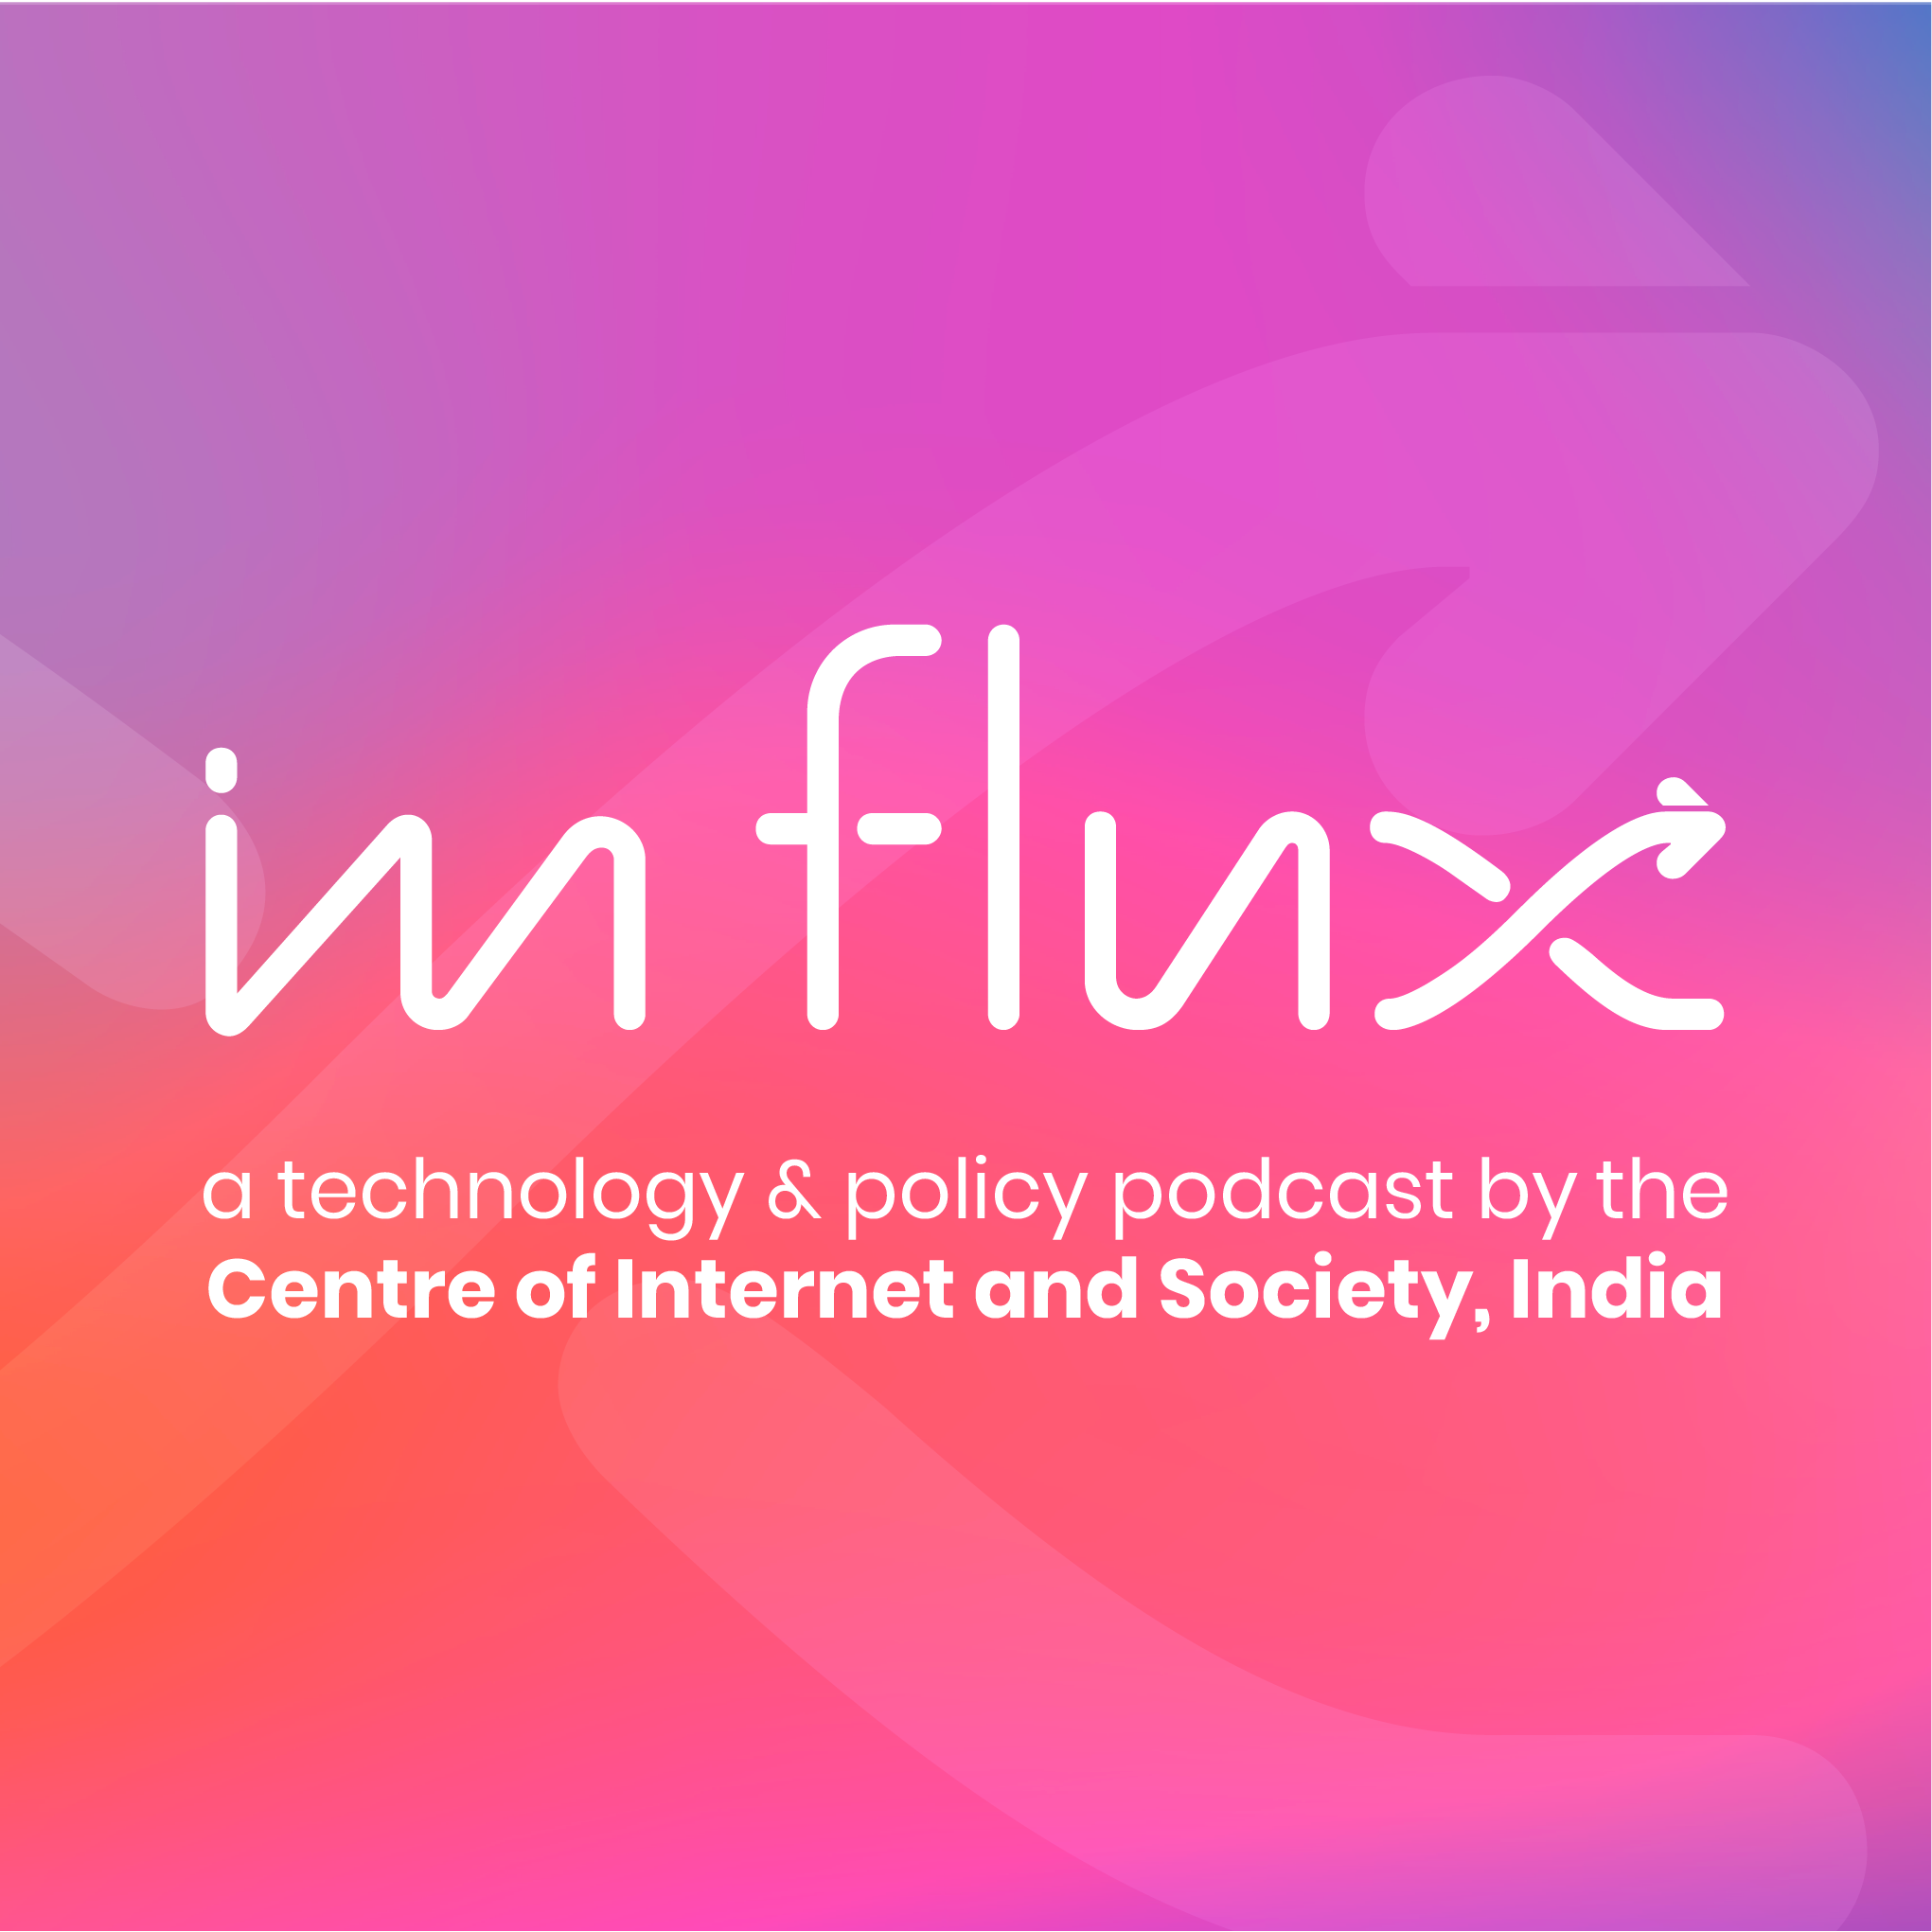 in flux
a technology & policy podcast by the
Centre of Internet and Society, India